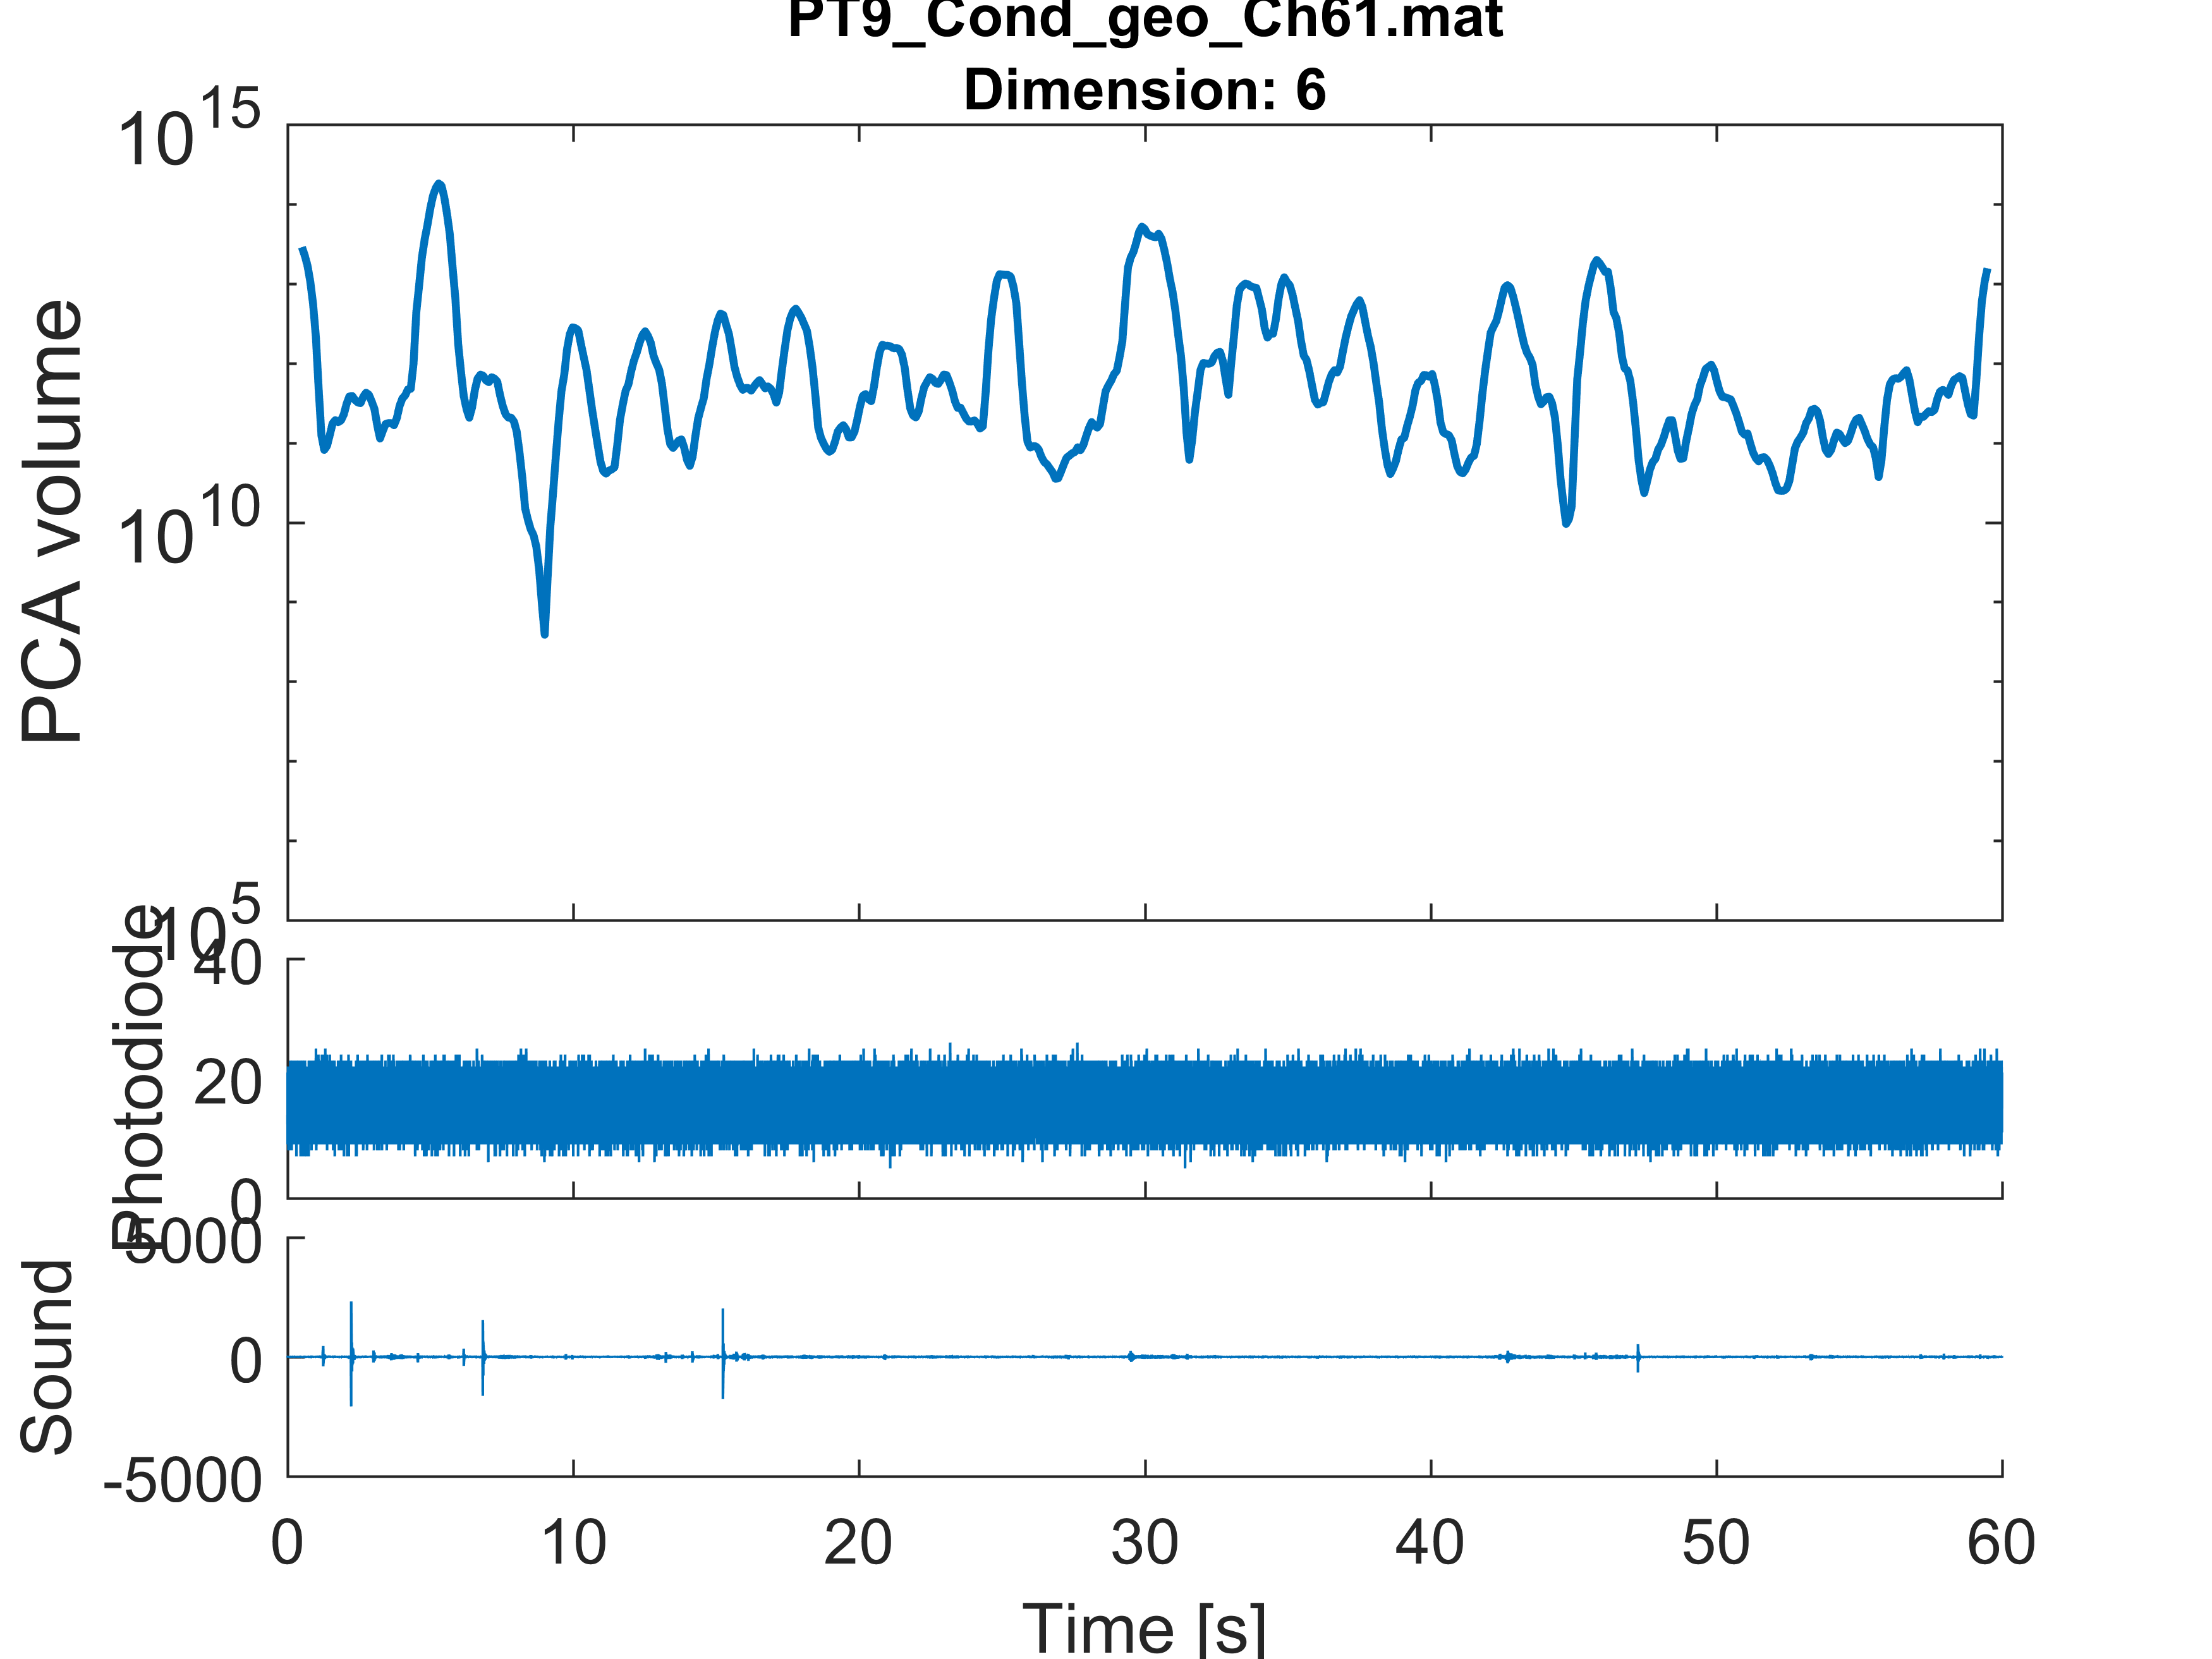 PT9_Cond_geo_Ch61.mat
Dimension: 6
10^15
10^10
10^5
PCA volume
40
20
0
Photodiode
5000
0
-5000
Sound
0 10 20 30 40 50 60
Time [s]